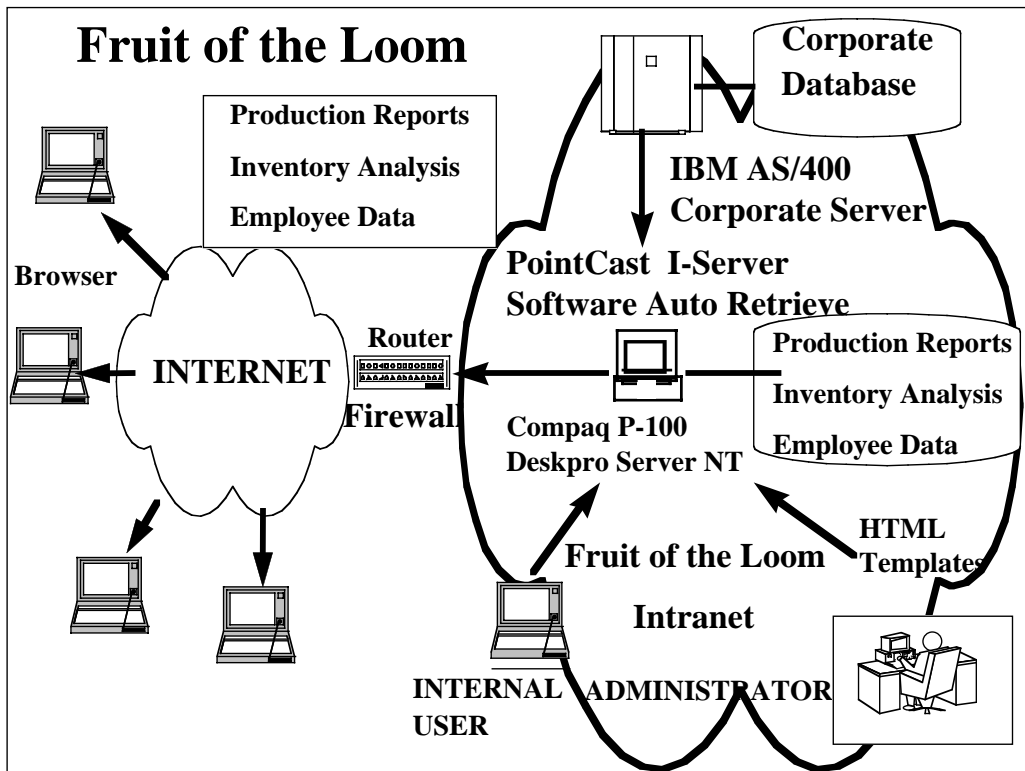 Fruit of the Loom
Corporate
Database
Production Reports
Inventory Analysis
Employee Data
IBM AS/400
Corporate Server
Browser
PointCast I-Server
Software Auto Retrieve
Router
INTERNET
Firewall
Production Reports
Inventory Analysis
Employee Data
Compaq P-100
Deskpro Server NT
HTML
Templates
Fruit of the Loom
Intranet
INTERNAL
USER
ADMINISTRATOR